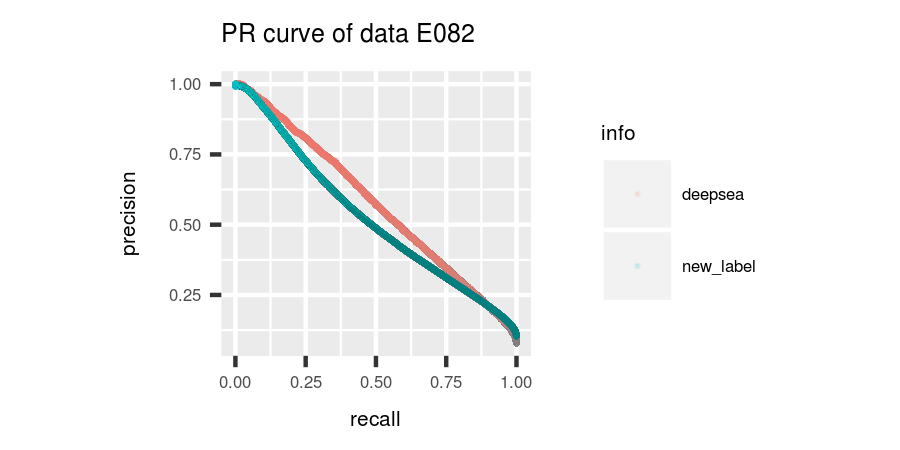 PR curve of data E082
1.00
0.75
0.50
0.25
precision
0.00 0.25 0.50 0.75 1.00
recall
info
deepsea
new_label